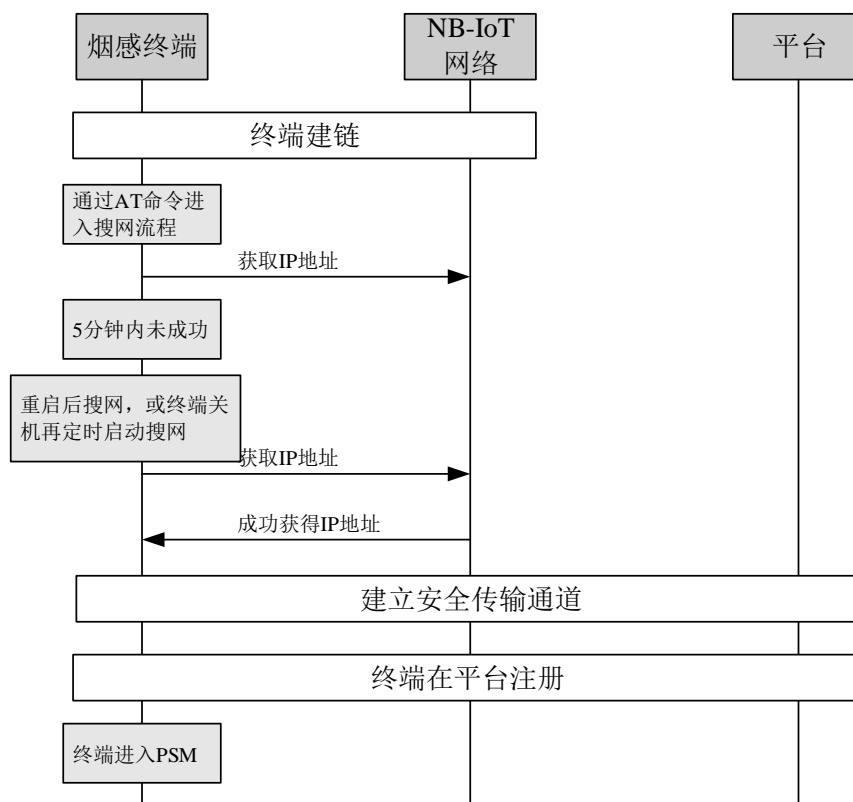 烟感终端
NB-IoT
网络
平台
终端建链
通过AT命令进
入搜网流程
获取IP地址
5分钟内未成功
重启后搜网，或终端关
机再定时启动搜网
获取IP地址
成功获得IP地址
建立安全传输通道
终端在平台注册
终端进入PSM